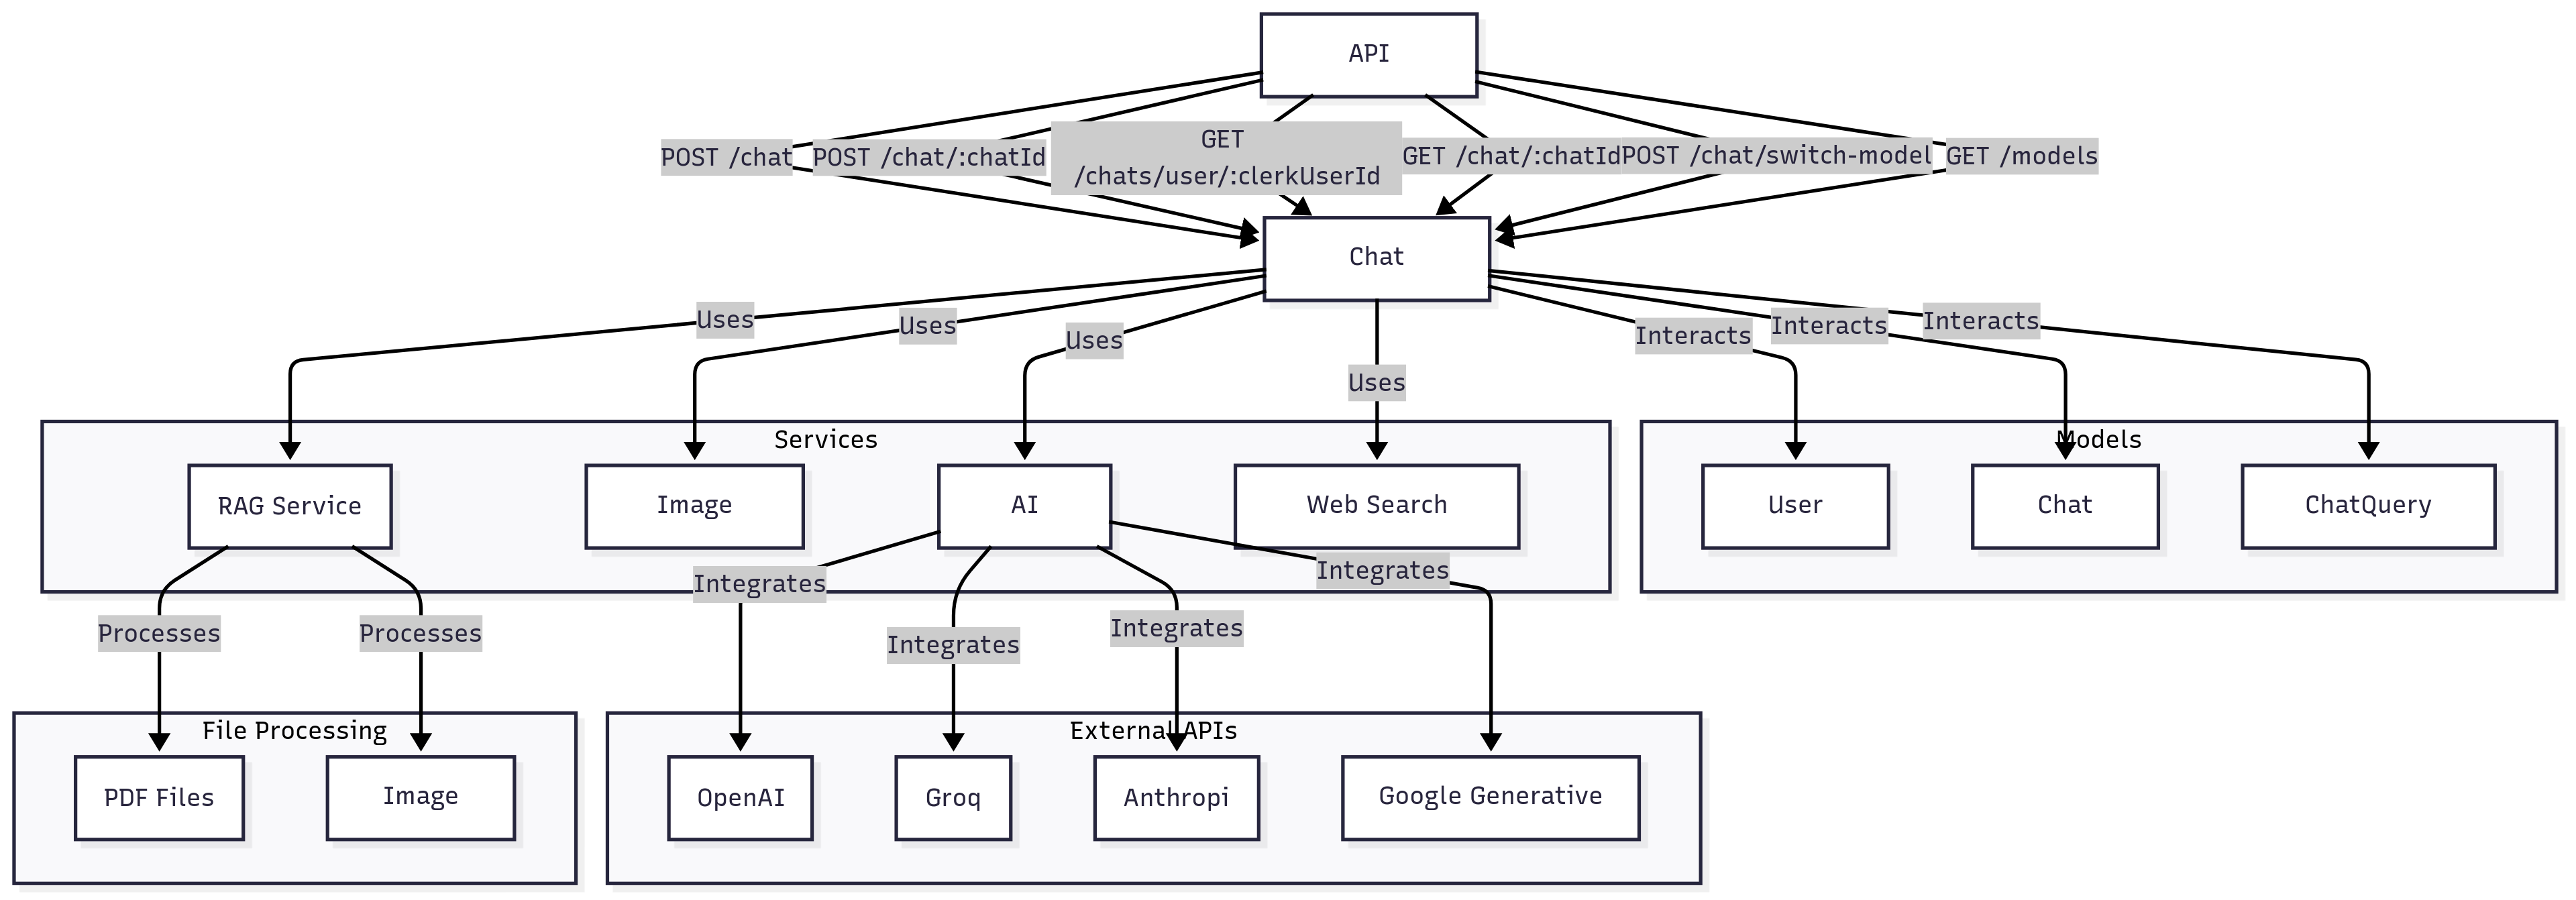 API
POST /chat
POST /chat/:chatId
GET
/chats/user/:clerkUserId
GET /chat/:chatId
POST /chat/switch-model
GET /models
Chat
Uses
Uses
Uses
Uses
Interacts
Interacts
Interacts
Services
Models
RAG Service
Image
AI
Web Search
User
Chat
ChatQuery
Processes
Processes
Integrates
Integrates
Integrates
Integrates
File Processing
External APIs
PDF Files
Image
OpenAI
Groq
Anthropi
Google Generative